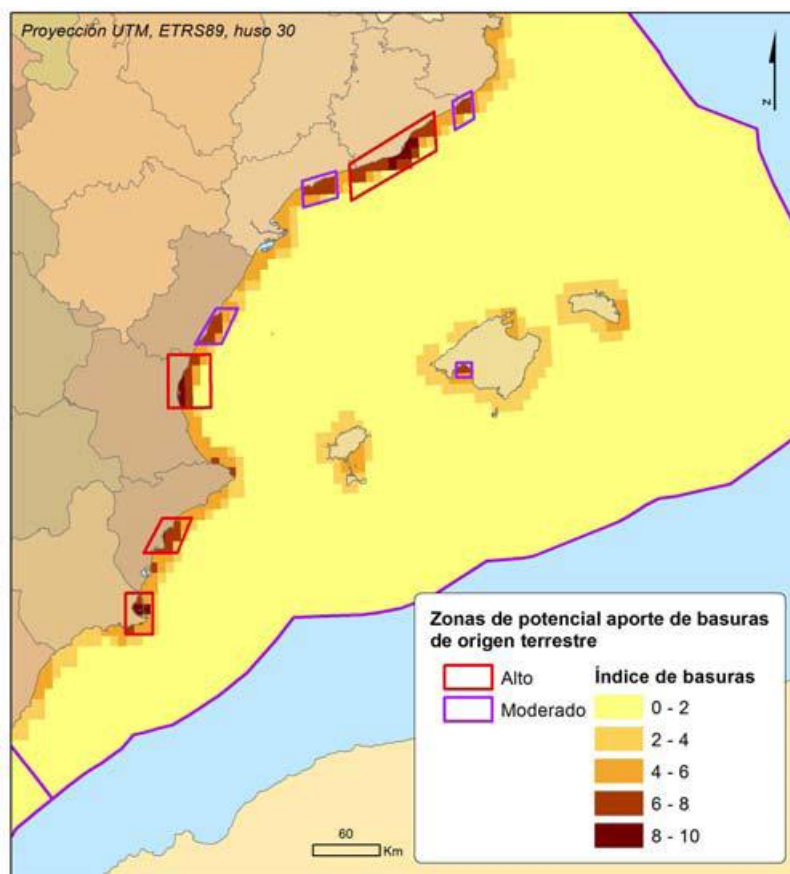 Proyección UTM, ETRS89, huso 30
N
Zonas de potencial aporte de basuras
de origen terrestre
Alto
Moderado
Índice de basuras
0 - 2
2 - 4
4 - 6
6 - 8
8 - 10
60
Km